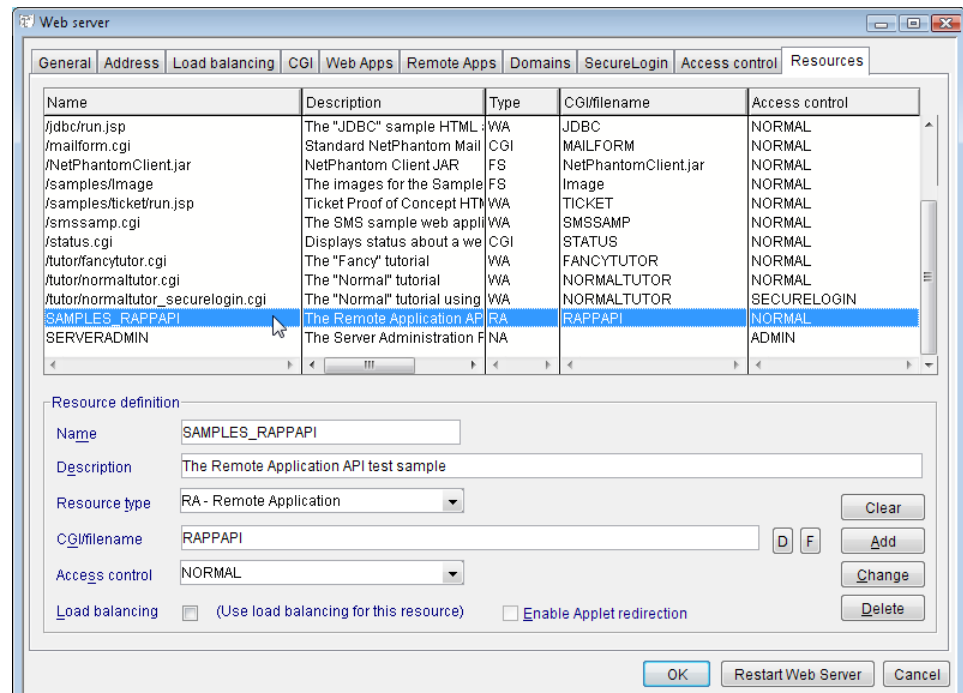 Web server
General Address Load balancing CGI Web Apps Remote Apps Domains SecureLogin Access control Resources
Name Description Type CGI/filename Access control
/jdbc/run.jsp The "JDBC" sample HTML WA JDBC NORMAL
/mailform.cgi Standard NetPhantom Mail CGI MAILFORM NORMAL
/NetPhantomClient.jar NetPhantom Client JAR FS NetPhantomClient.jar NORMAL
/samples/Image The images for the Sample FS Image NORMAL
/samples/ticket/run.jsp Ticket Proof of Concept HTM WA TICKET NORMAL
/smssamp.cgi The SMS sample web appli WA SMSSAMP NORMAL
/status.cgi Displays status about a we CGI STATUS NORMAL
/tutor/fancytutor.cgi The "Fancy" tutorial WA FANCYTUTOR NORMAL
/tutor/normaltutor.cgi The "Normal" tutorial WA NORMALTUTOR NORMAL
/tutor/normaltutor_securelogin.cgi The "Normal" tutorial using WA NORMALTUTOR SECURELOGIN
SAMPLES_RAPPAPI The Remote Application AP RA RAPPAPI NORMAL
SERVERADMIN The Server Administration F NA ADMIN
Resource definition
Name SAMPLES_RAPPAPI
Description The Remote Application API test sample
Resource type RA - Remote Application Clear
CGI/filename RAPPAPI D F Add
Access control NORMAL Change
Load balancing (Use load balancing for this resource) Enable Applet redirection Delete
OK Restart Web Server Cancel